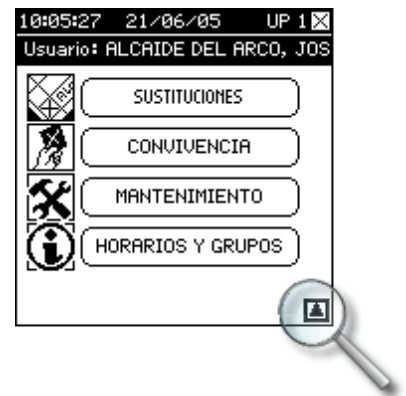 10:05:27 21/06/05 UP 1
Usuario: ALCAIDE DEL ARCO, JOS
SUSTITUCIONES
CONVIVENCIA
MANTENIMIENTO
HORARIOS Y GRUPOS